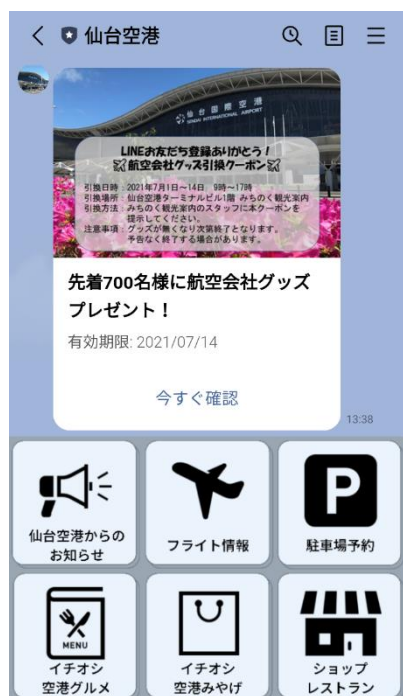 仙台空港
仙台国際空港
SENDAI INTERNATIONAL AIRPORT
LINEお友だち登録ありがとう！
航空会社グッズ引換クーポン
引換日時：2021年7月1日～14日　9時～17時
引換場所：仙台空港ターミナルビル1階 みちのく観光案内
引換方法：みちのく観光案内のスタッフに本クーポンを
提示してください。
注意事項：グッズが無くなり次第終了となります。
予告なく終了する場合があります。
先着700名様に航空会社グッズ
プレゼント！
有効期限: 2021/07/14
今すぐ確認
13:38
仙台空港からの
お知らせ
フライト情報
P
駐車場予約
MENU
イチオシ
空港グルメ
イチオシ
空港みやげ
ショップ
レストラン